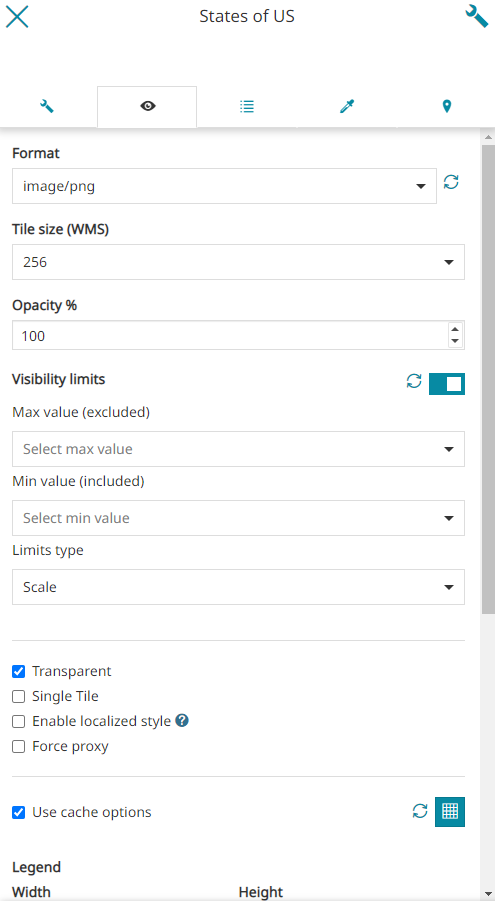 States of US
Format
image/png
Tile size (WMS)
256
Opacity %
100
Visibility limits
Max value (excluded)
Select max value
Min value (included)
Select min value
Limits type
Scale
Transparent
Single Tile
Enable localized style ?
Force proxy
Use cache options
Legend
Width Height